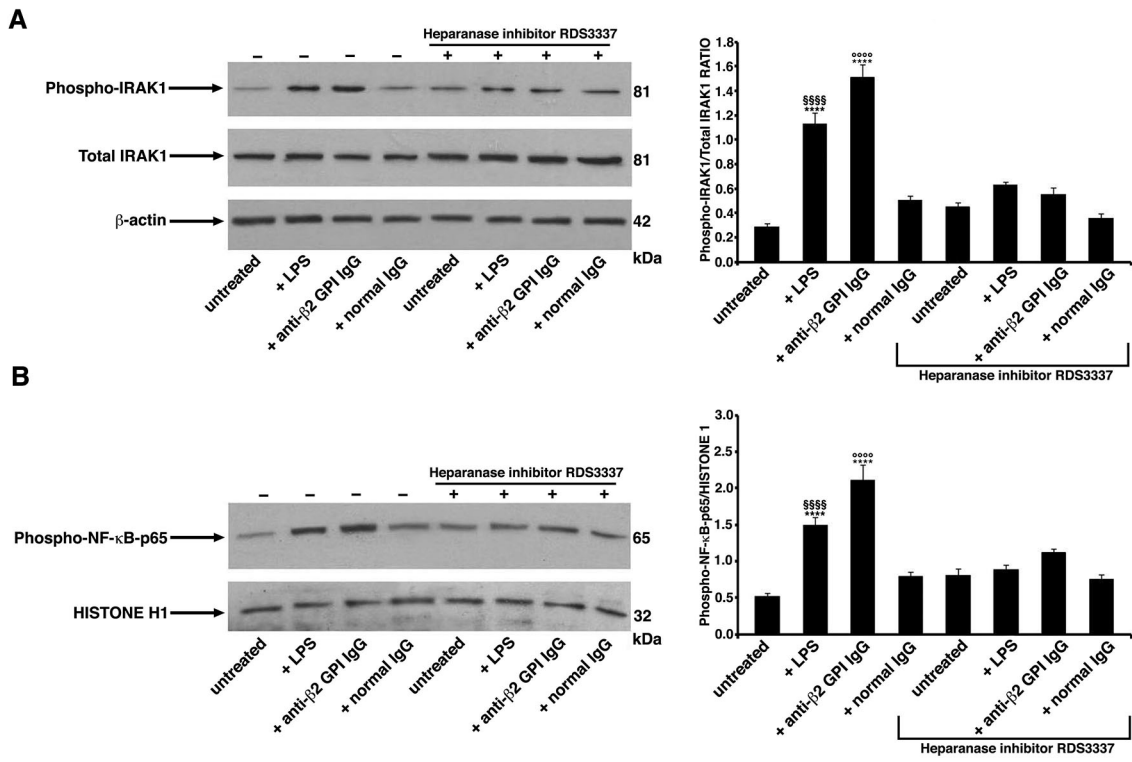 A
Heparanase inhibitor RDS3337
– – – – + + + +
Phospho-IRAK1 81
Total IRAK1 81
β-actin 42
kDa
untreated
+ LPS
+ anti-β2 GPI IgG
+ normal IgG
untreated
+ LPS
+ anti-β2 GPI IgG
+ normal IgG
Phospho-IRAK1/Total IRAK1 RATIO
1.8
1.6
1.4
1.2
1.0
0.8
0.6
0.4
0.2
0.0
§§§§
****
°°°°
****
untreated
+ LPS
+ anti-β2 GPI IgG
+ normal IgG
untreated
+ LPS
+ anti-β2 GPI IgG
+ normal IgG
Heparanase inhibitor RDS3337
B
Heparanase inhibitor RDS3337
– – – – + + + +
Phospho-NF-κB-p65 65
HISTONE H1 32
kDa
untreated
+ LPS
+ anti-β2 GPI IgG
+ normal IgG
untreated
+ LPS
+ anti-β2 GPI IgG
+ normal IgG
Phospho-NF-κB-p65/HISTONE 1
3.0
2.5
2.0
1.5
1.0
0.5
0.0
§§§§
****
°°°°
****
untreated
+ LPS
+ anti-β2 GPI IgG
+ normal IgG
untreated
+ LPS
+ anti-β2 GPI IgG
+ normal IgG
Heparanase inhibitor RDS3337